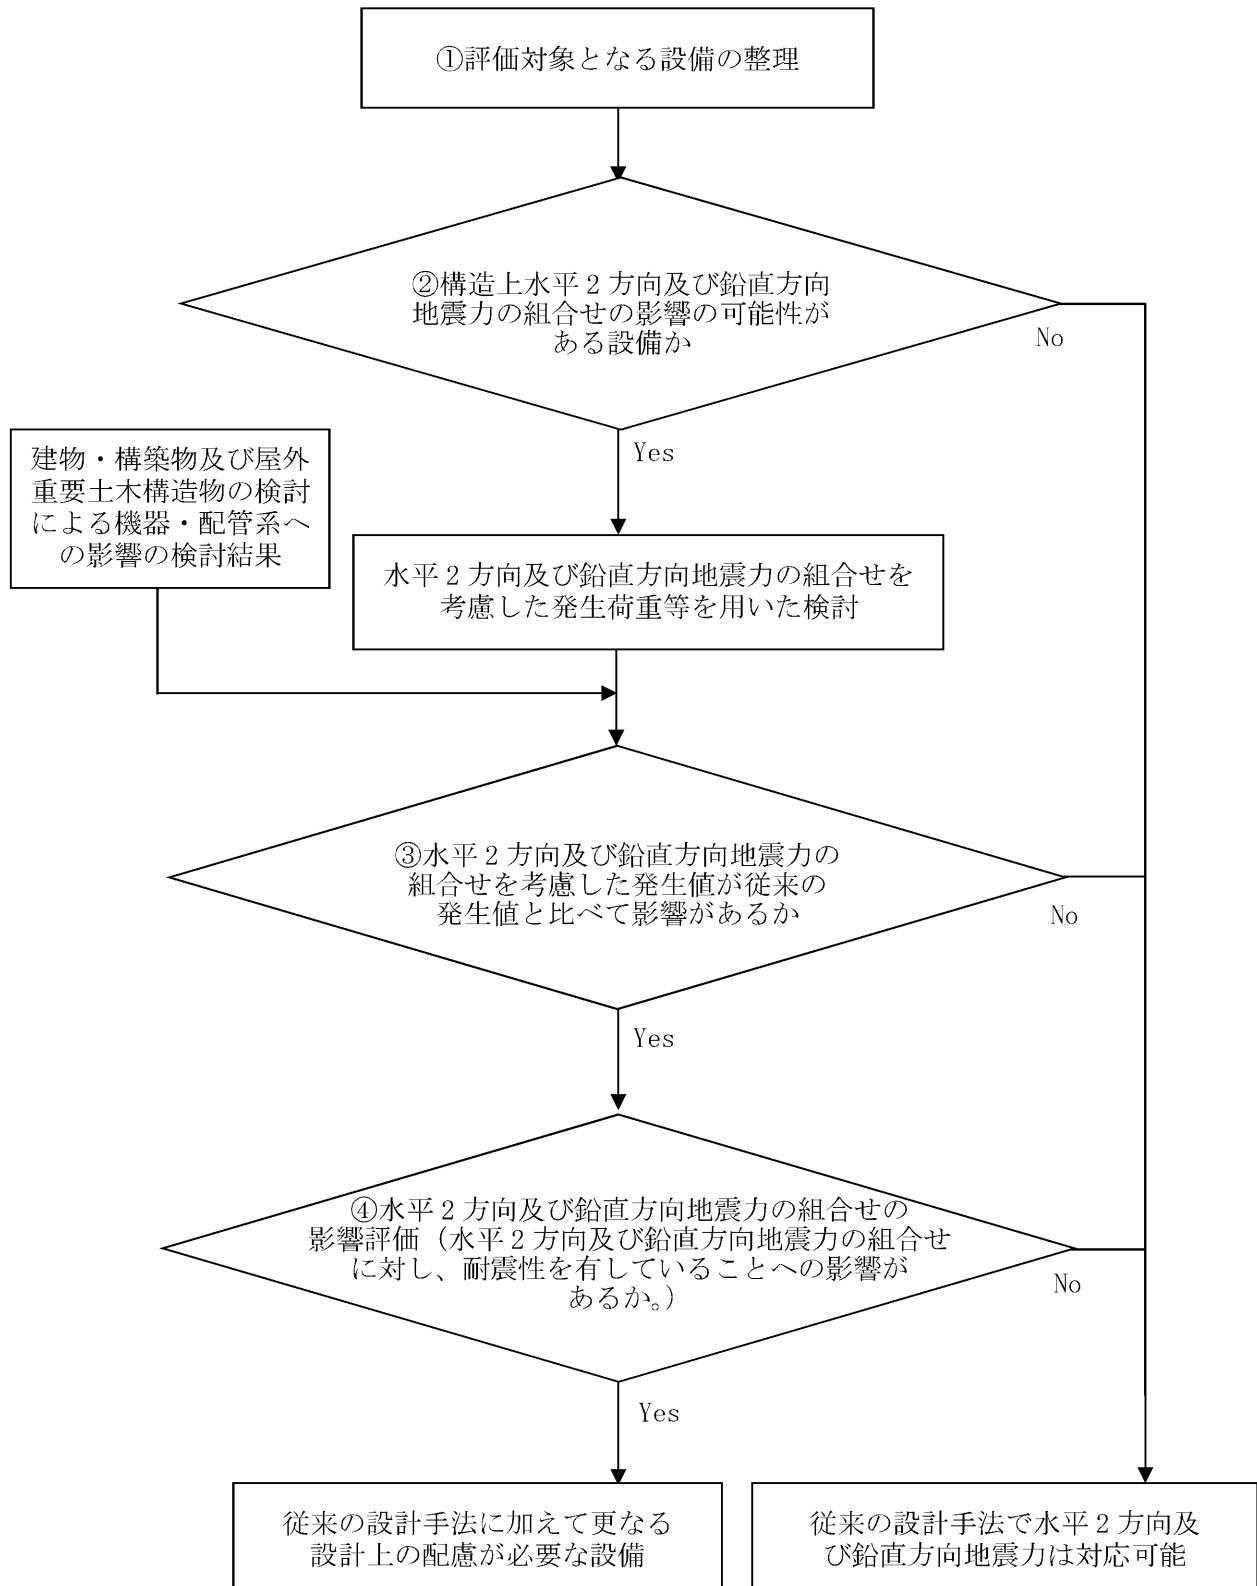 ①評価対象となる設備の整理
②構造上水平２方向及び鉛直方向
地震力の組合せの影響の可能性が
ある設備か
No
Yes
建物・構築物及び屋外
重要土木構造物の検討
による機器・配管系へ
の影響の検討結果
水平２方向及び鉛直方向地震力の組合せを
考慮した発生荷重等を用いた検討
③水平２方向及び鉛直方向地震力の
組合せを考慮した発生値が従来の
発生値と比べて影響があるか
No
Yes
④水平２方向及び鉛直方向地震力の組合せの
影響評価（水平２方向及び鉛直方向地震力の組合せ
に対し、耐震性を有していることへの影響が
あるか。）
No
Yes
従来の設計手法に加えて更なる
設計上の配慮が必要な設備
従来の設計手法で水平２方向及
び鉛直方向地震力は対応可能